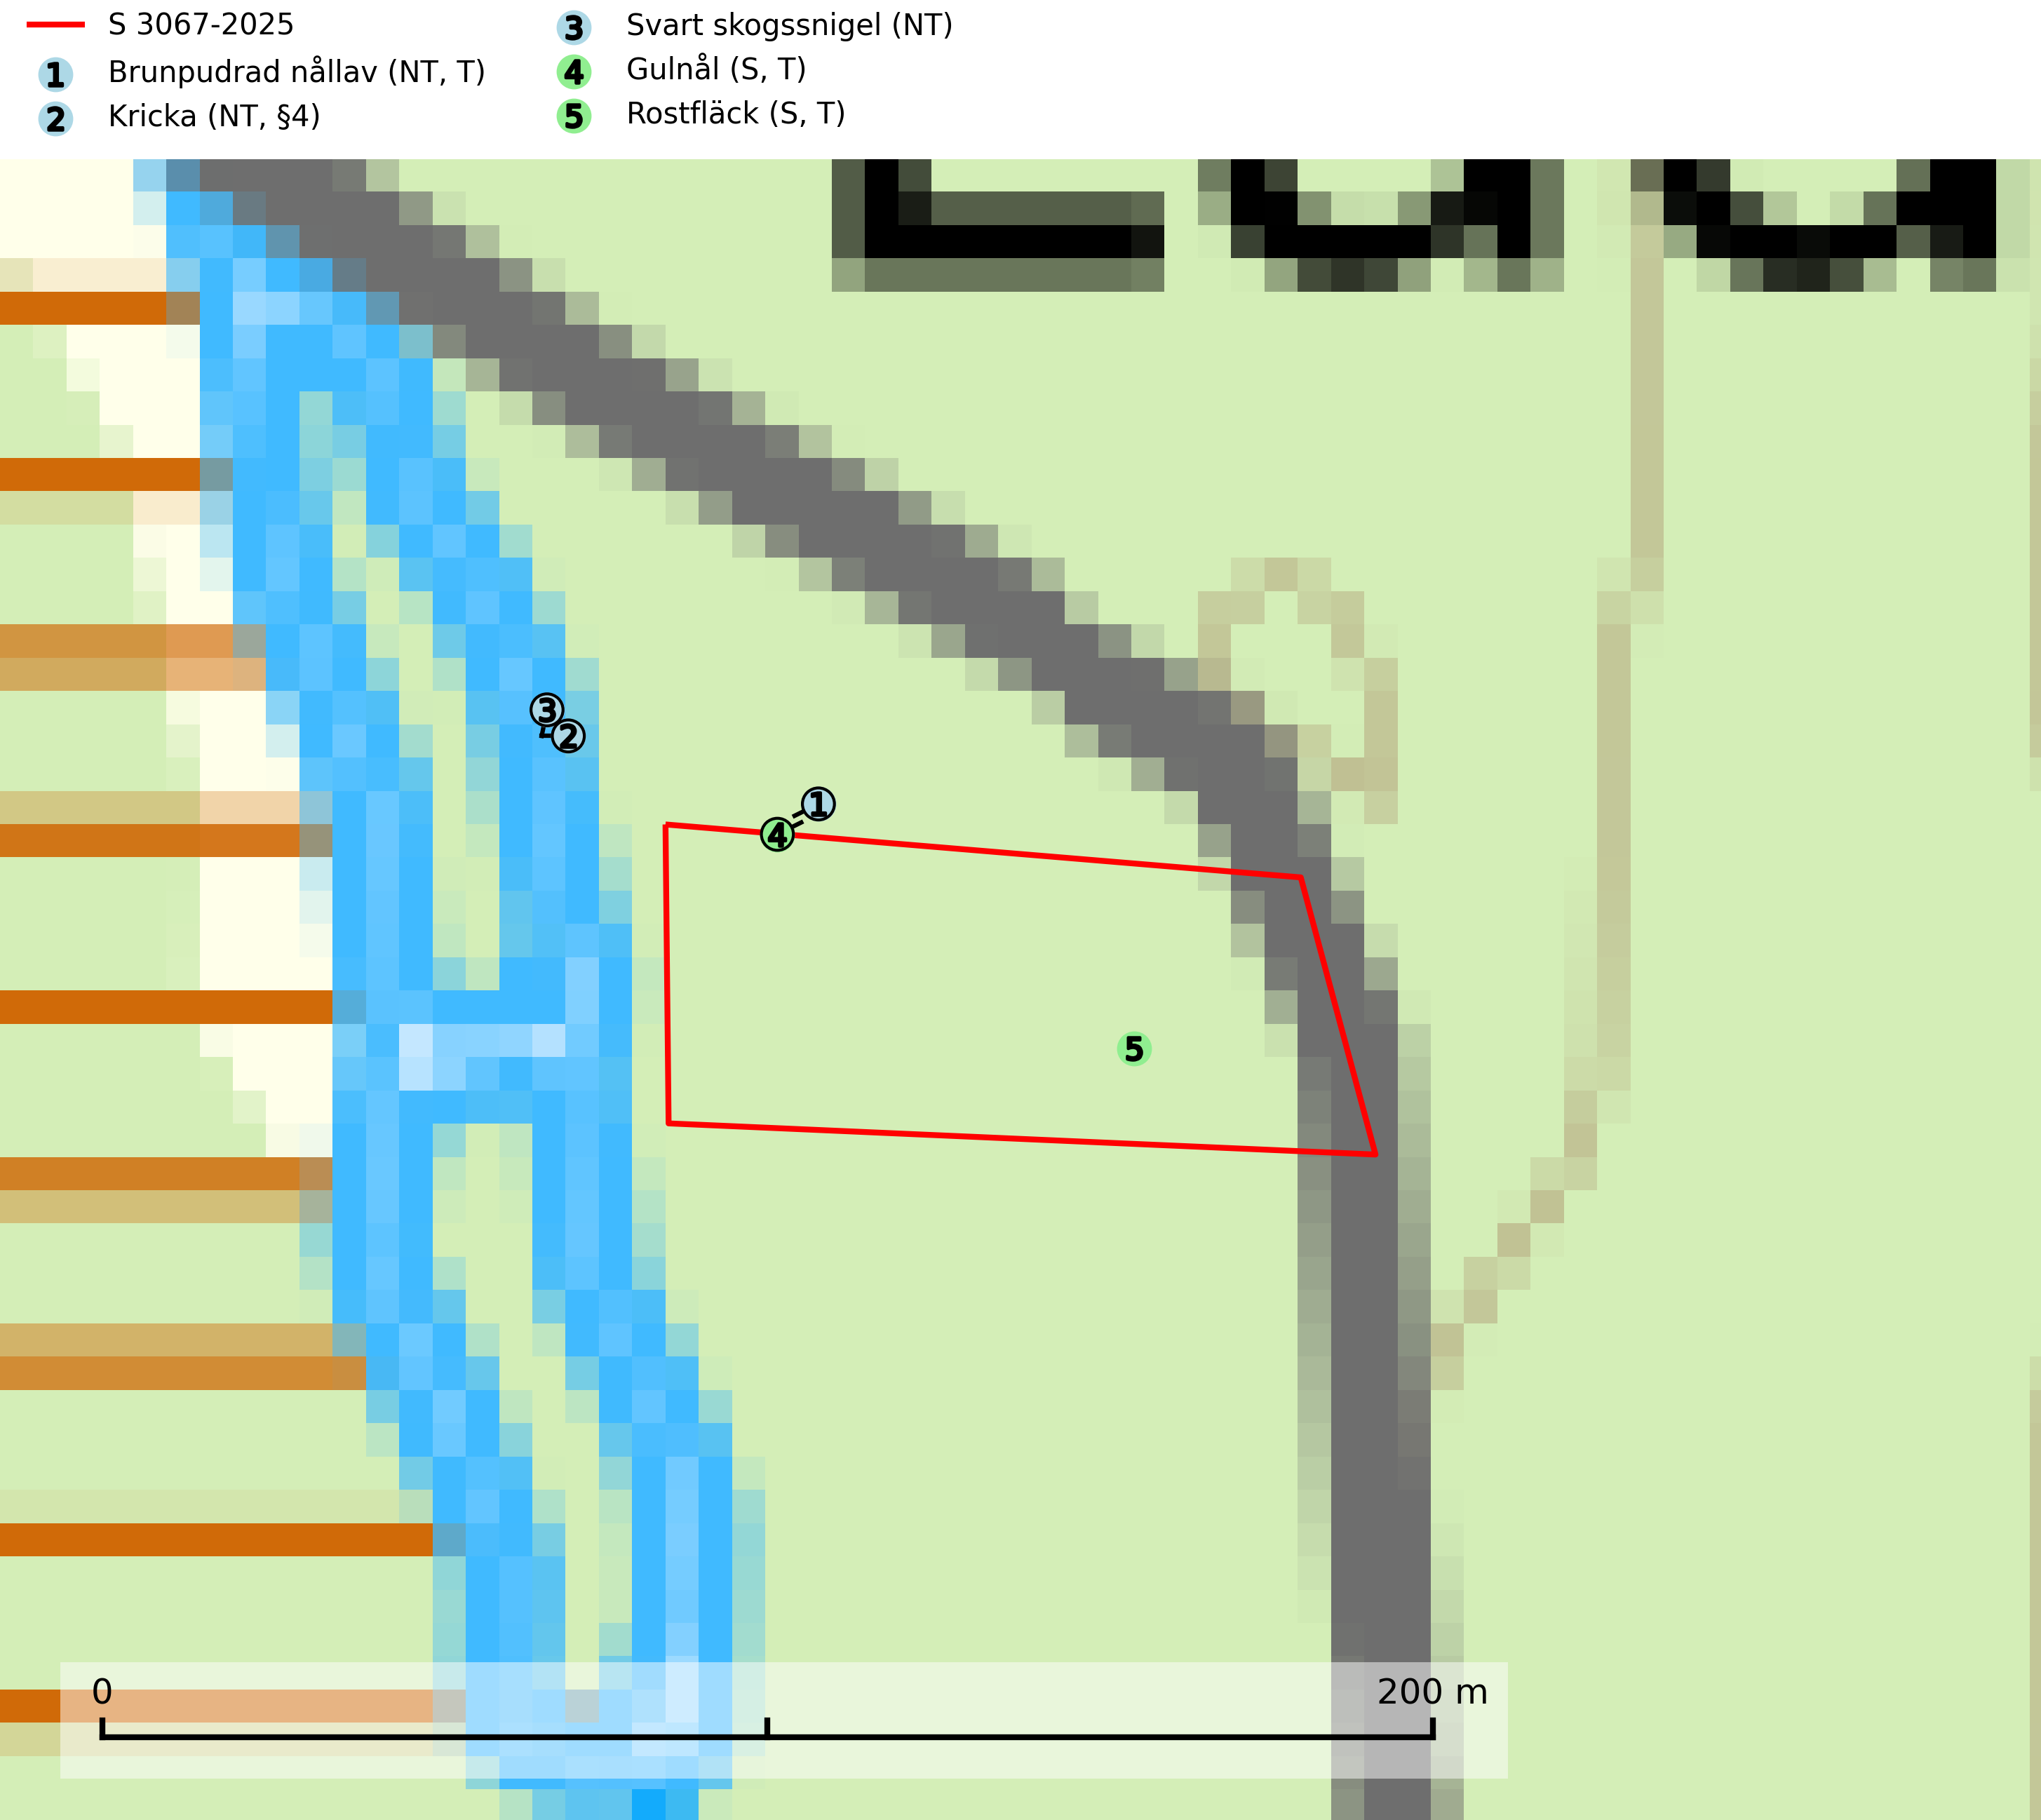 S 3067-2025
1 Brunpudrad nållav (NT, T)
2 Kricka (NT, §4)
3 Svart skogssnigel (NT)
4 Gulnål (S, T)
5 Rostfläck (S, T)
3
2
1
4
5
0 200 m